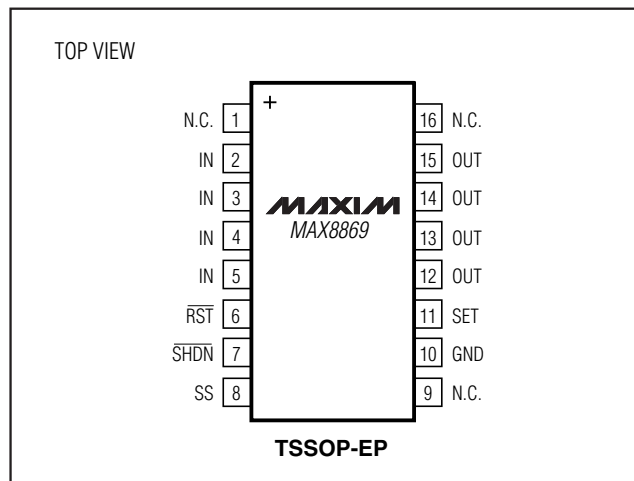 TOP VIEW
+
N.C. 1 16 N.C.
IN 2 15 OUT
IN 3 14 OUT
MAXIM
IN 4 13 OUT
MAX8869
IN 5 12 OUT
RST 6 11 SET
SHDN 7 10 GND
SS 8 9 N.C.
TSSOP-EP